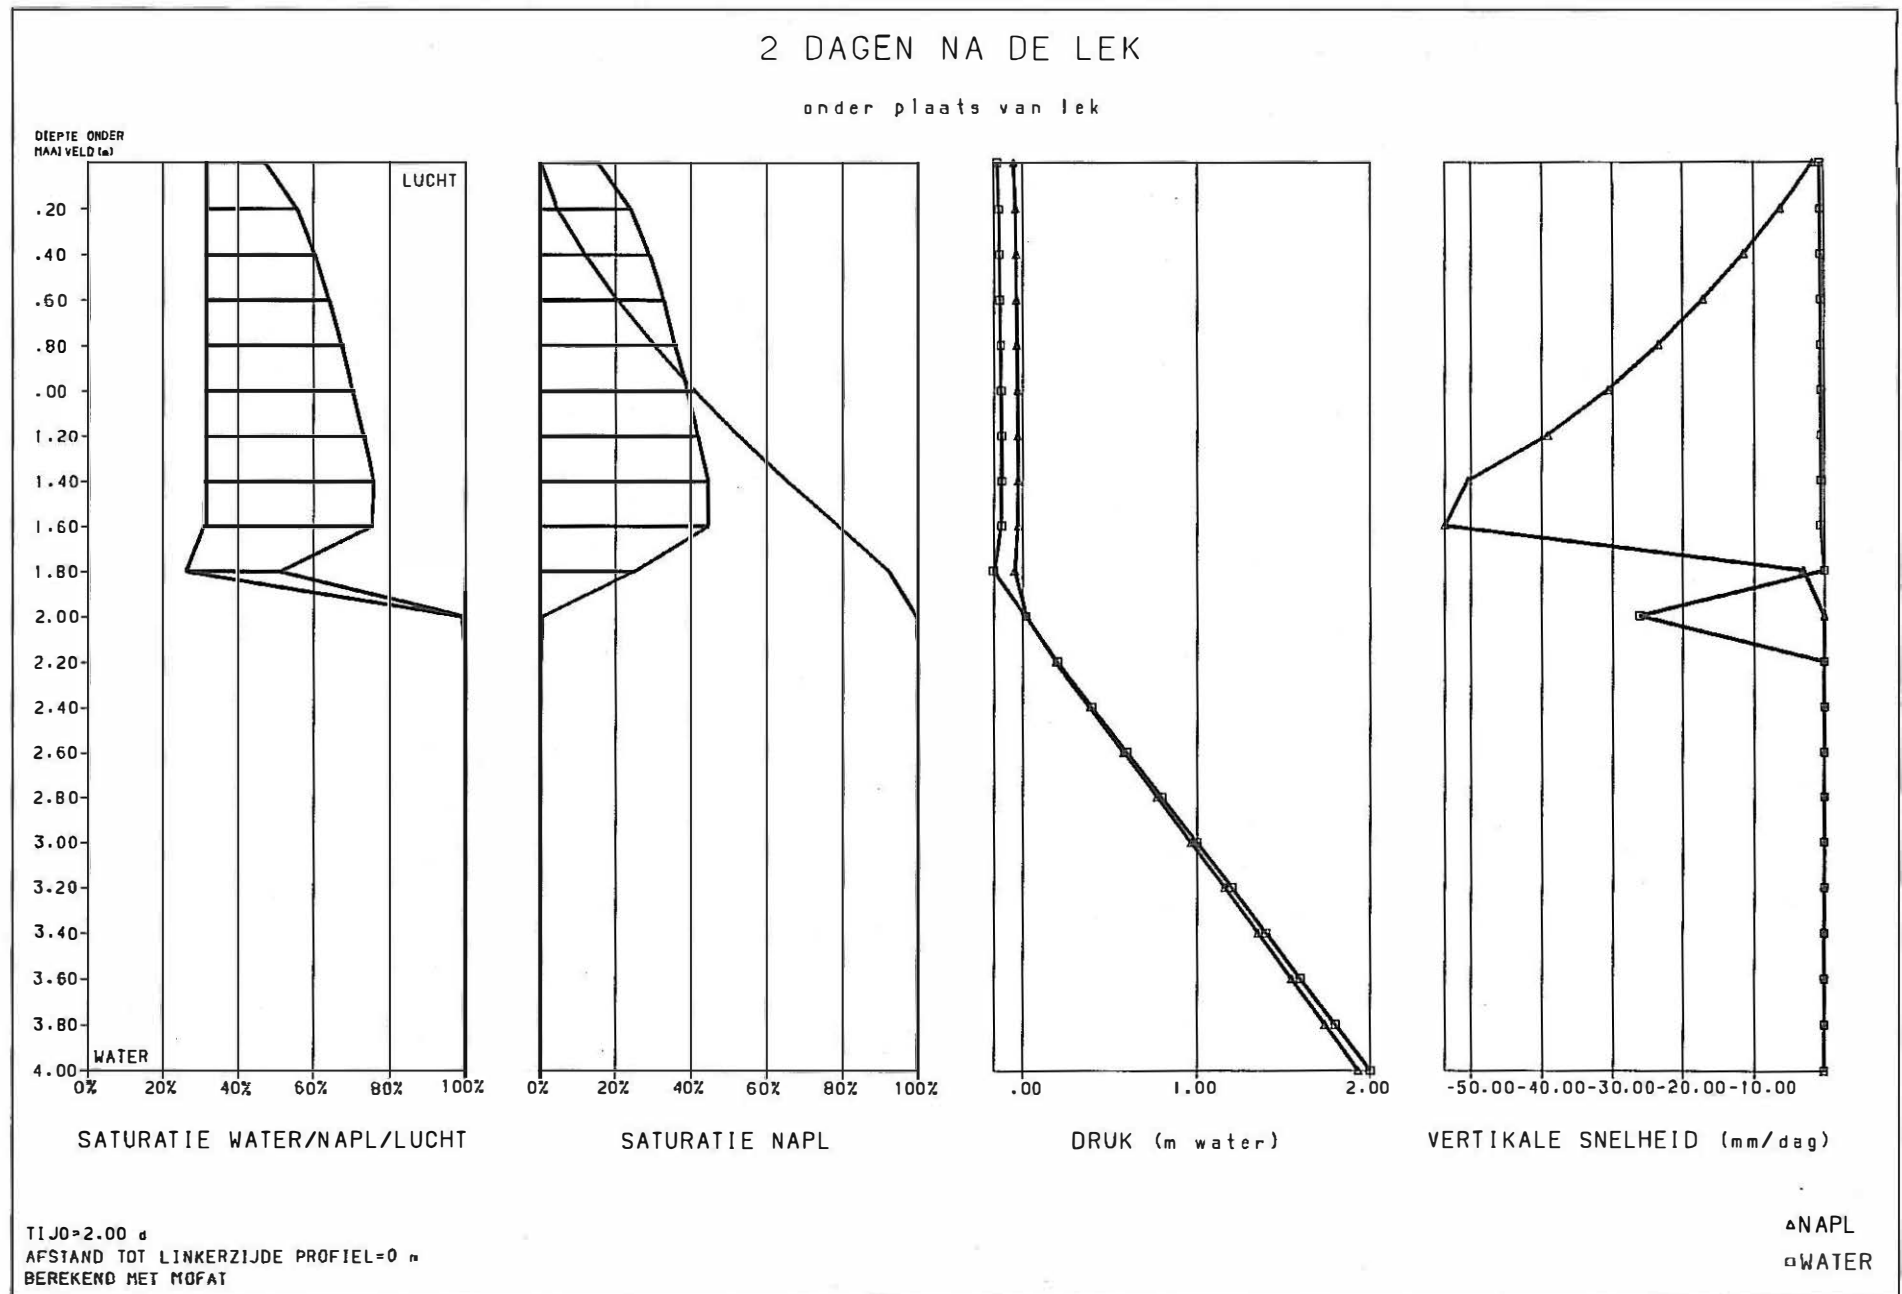 2 DAGEN NA DE LEK
onder plaats van lek
DIEPTE ONDER
MAAIVELD (m)
LUCHT
.20
.40
.60
.80
.00
1.20
1.40
1.60
1.80
2.00
2.20
2.40
2.60
2.80
3.00
3.20
3.40
3.60
3.80
4.00
WATER
0% 20% 40% 60% 80% 100%
0% 20% 40% 60% 80% 100%
.00 1.00 2.00
-50.00 -40.00 -30.00 -20.00 -10.00
SATURATIE WATER/NAPL/LUCHT
SATURATIE NAPL
DRUK (m water)
VERTIKALE SNELHEID (mm/dag)
TIJD=2.00 d
AFSTAND TOT LINKERZIJDE PROFIEL=0 m
BEREKEND MET MOFAT
NAPL
WATER